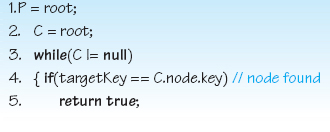 1.P = root;
2. C = root;
3. while(C != null)
4. { if(targetKey == C.node.key) // node found
5. return true;